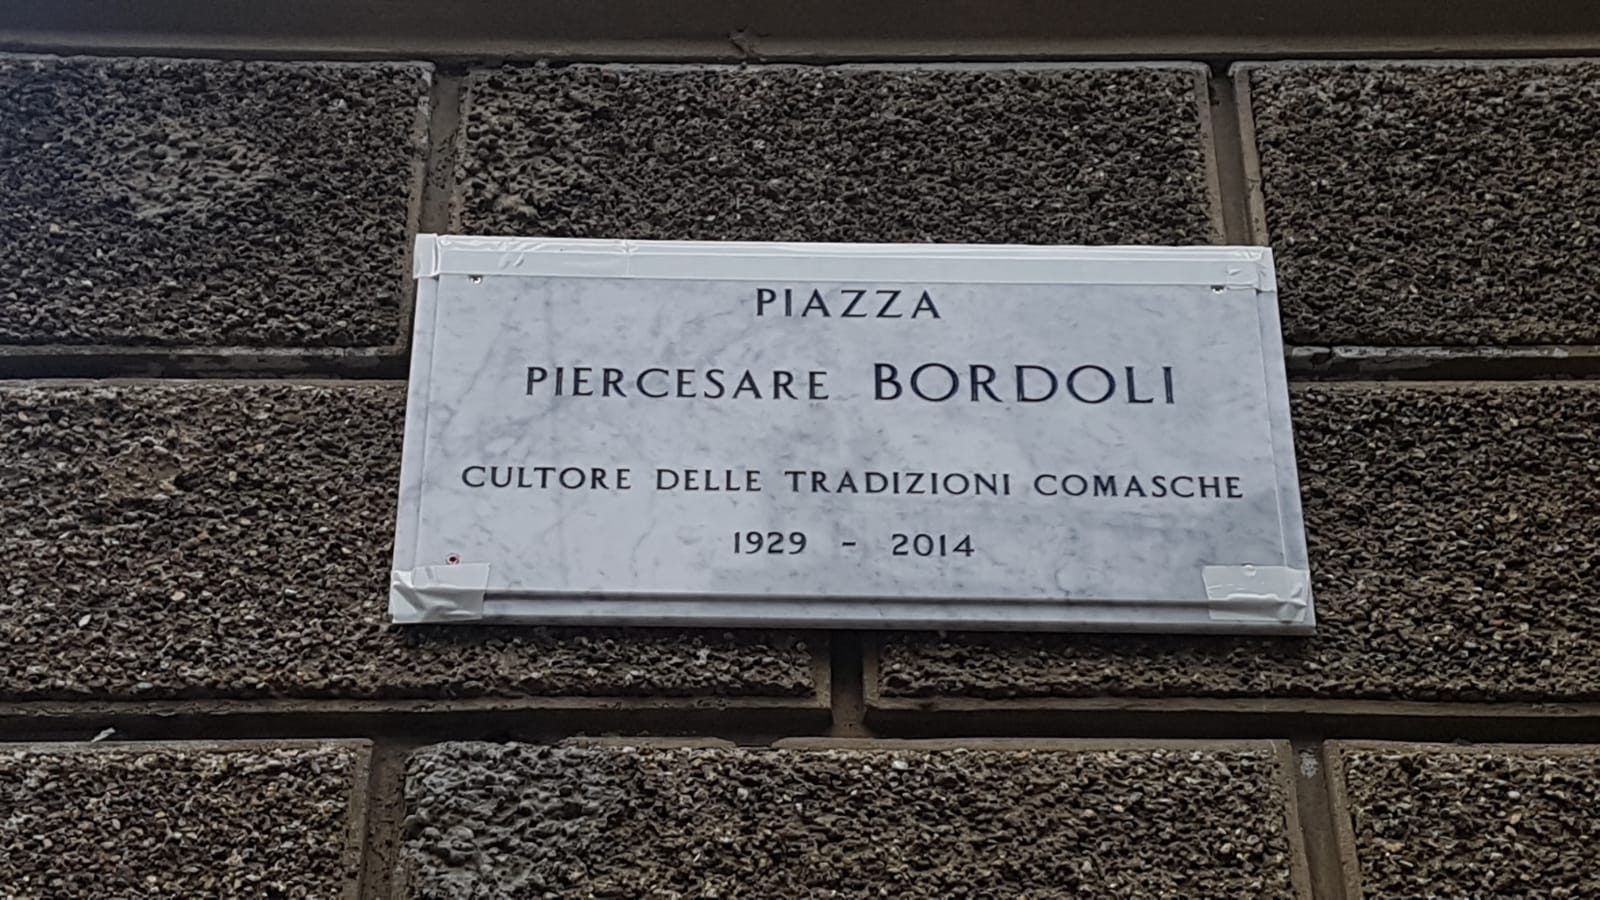 PIAZZA
PIERCESARE BORDOLI
CULTORE DELLE TRADIZIONI COMASCHE
1929 - 2014